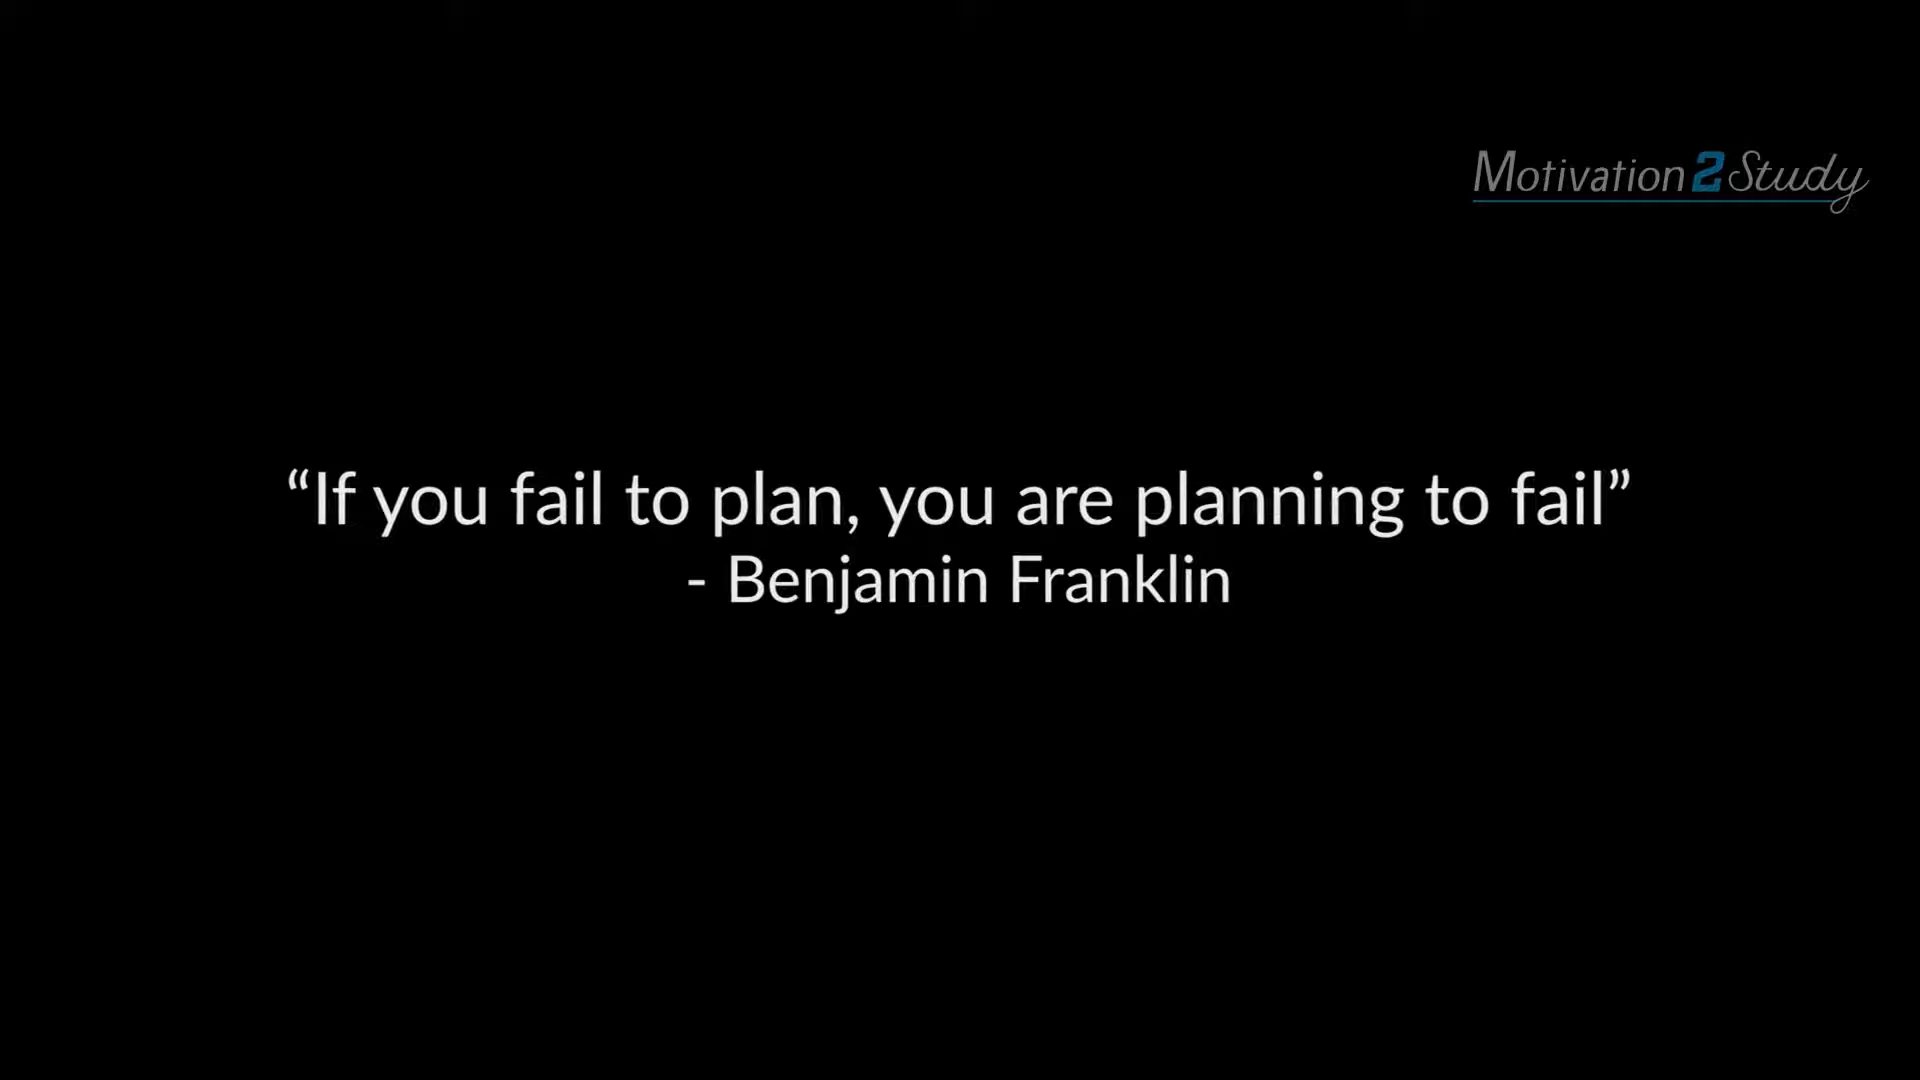 Motivation2Study
“If you fail to plan, you are planning to fail”
- Benjamin Franklin